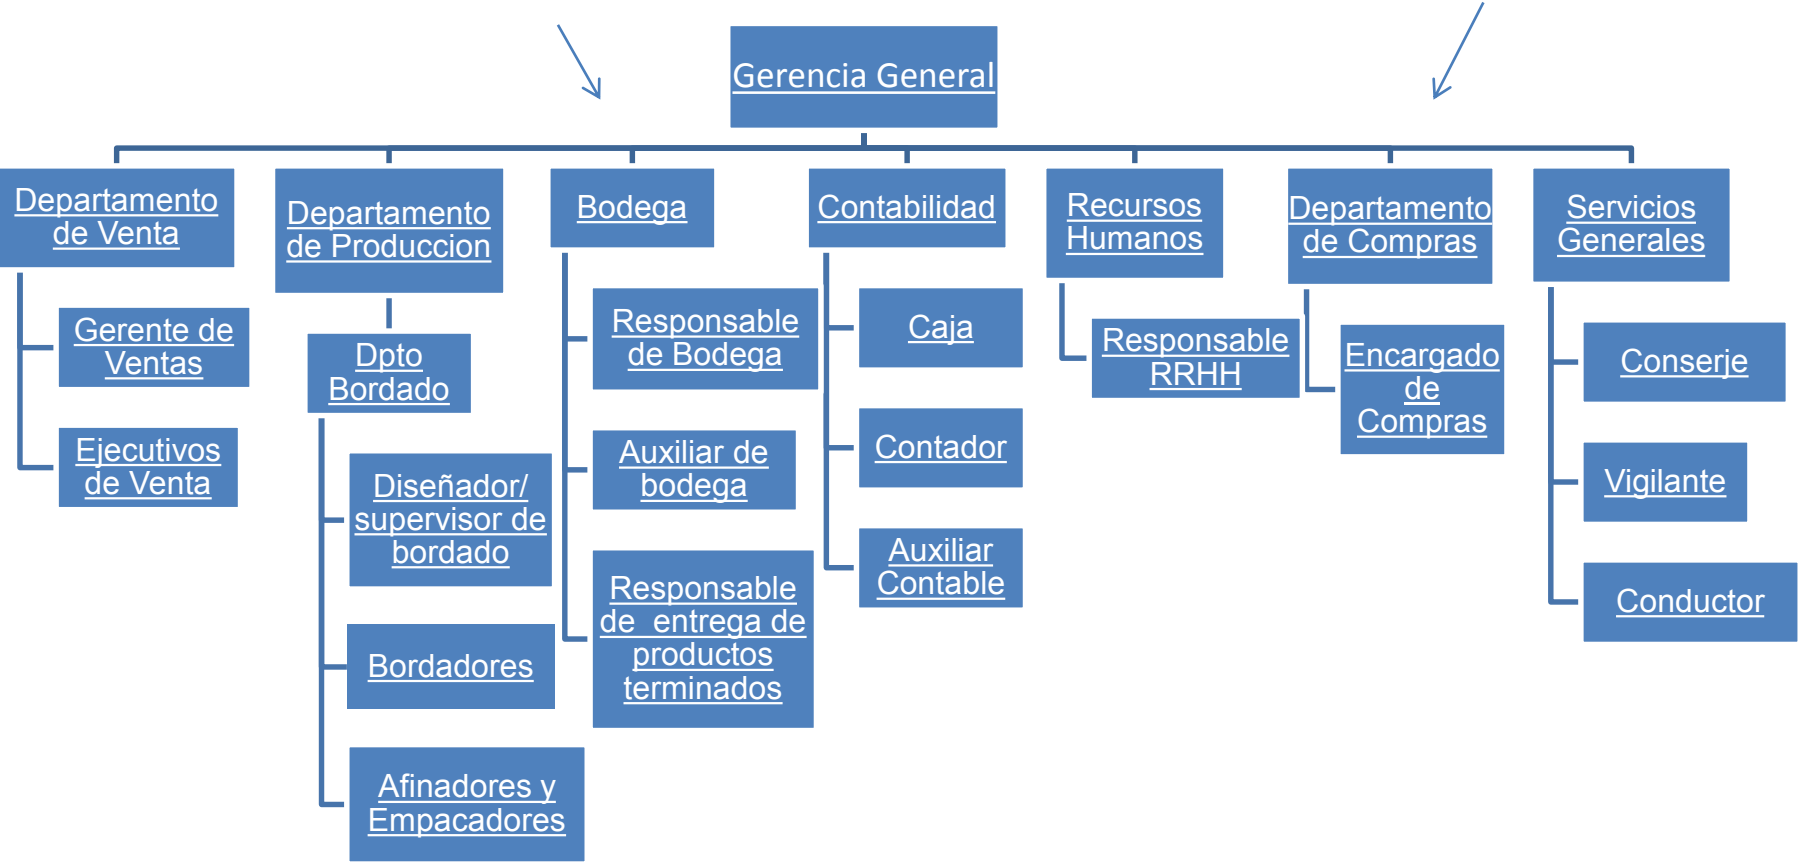 Gerencia General
Departamento
de Venta
Gerente de
Ventas
Ejecutivos
de Venta
Departamento
de Produccion
Dpto
Bordado
Diseñador/
supervisor de
bordado
Bordadores
Afinadores y
Empacadores
Bodega
Responsable
de Bodega
Auxiliar de
bodega
Responsable
de  entrega de
productos
terminados
Contabilidad
Caja
Contador
Auxiliar
Contable
Recursos
Humanos
Responsable
RRHH
Departamento
de Compras
Encargado
de
Compras
Servicios
Generales
Conserje
Vigilante
Conductor